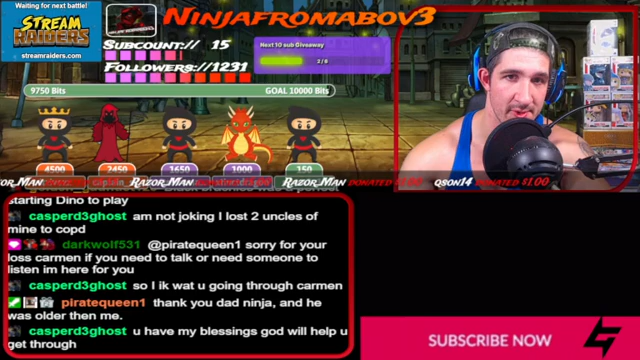 Waiting for next battle!
STREAM
RAIDERS
streamraiders.com
NINJAFROMABOV3
SUBCOUNT// 15
FOLLOWERS//1231
Next 10 sub Giveaway
9750 Bits
GOAL 10000 Bits
4500
2450
1650
1000
150
RAZOR_MAN
RAZOR_MAN
RAZOR_MAN DONATED
QSON14 DONATED $1.00
starting Dino to play
casperd3ghost am not joking I lost 2 uncles of
mine to copd
darkwolf531 @piratequeen1 sorry for your
loss carmen if you need to talk or need someone to
listen im here for you
casperd3ghost so I ik wat u going through carmen
piratequeen1 thank you dad ninja, and he
was older then me.
casperd3ghost u have my blessings god will help u
get through
SUBSCRIBE NOW